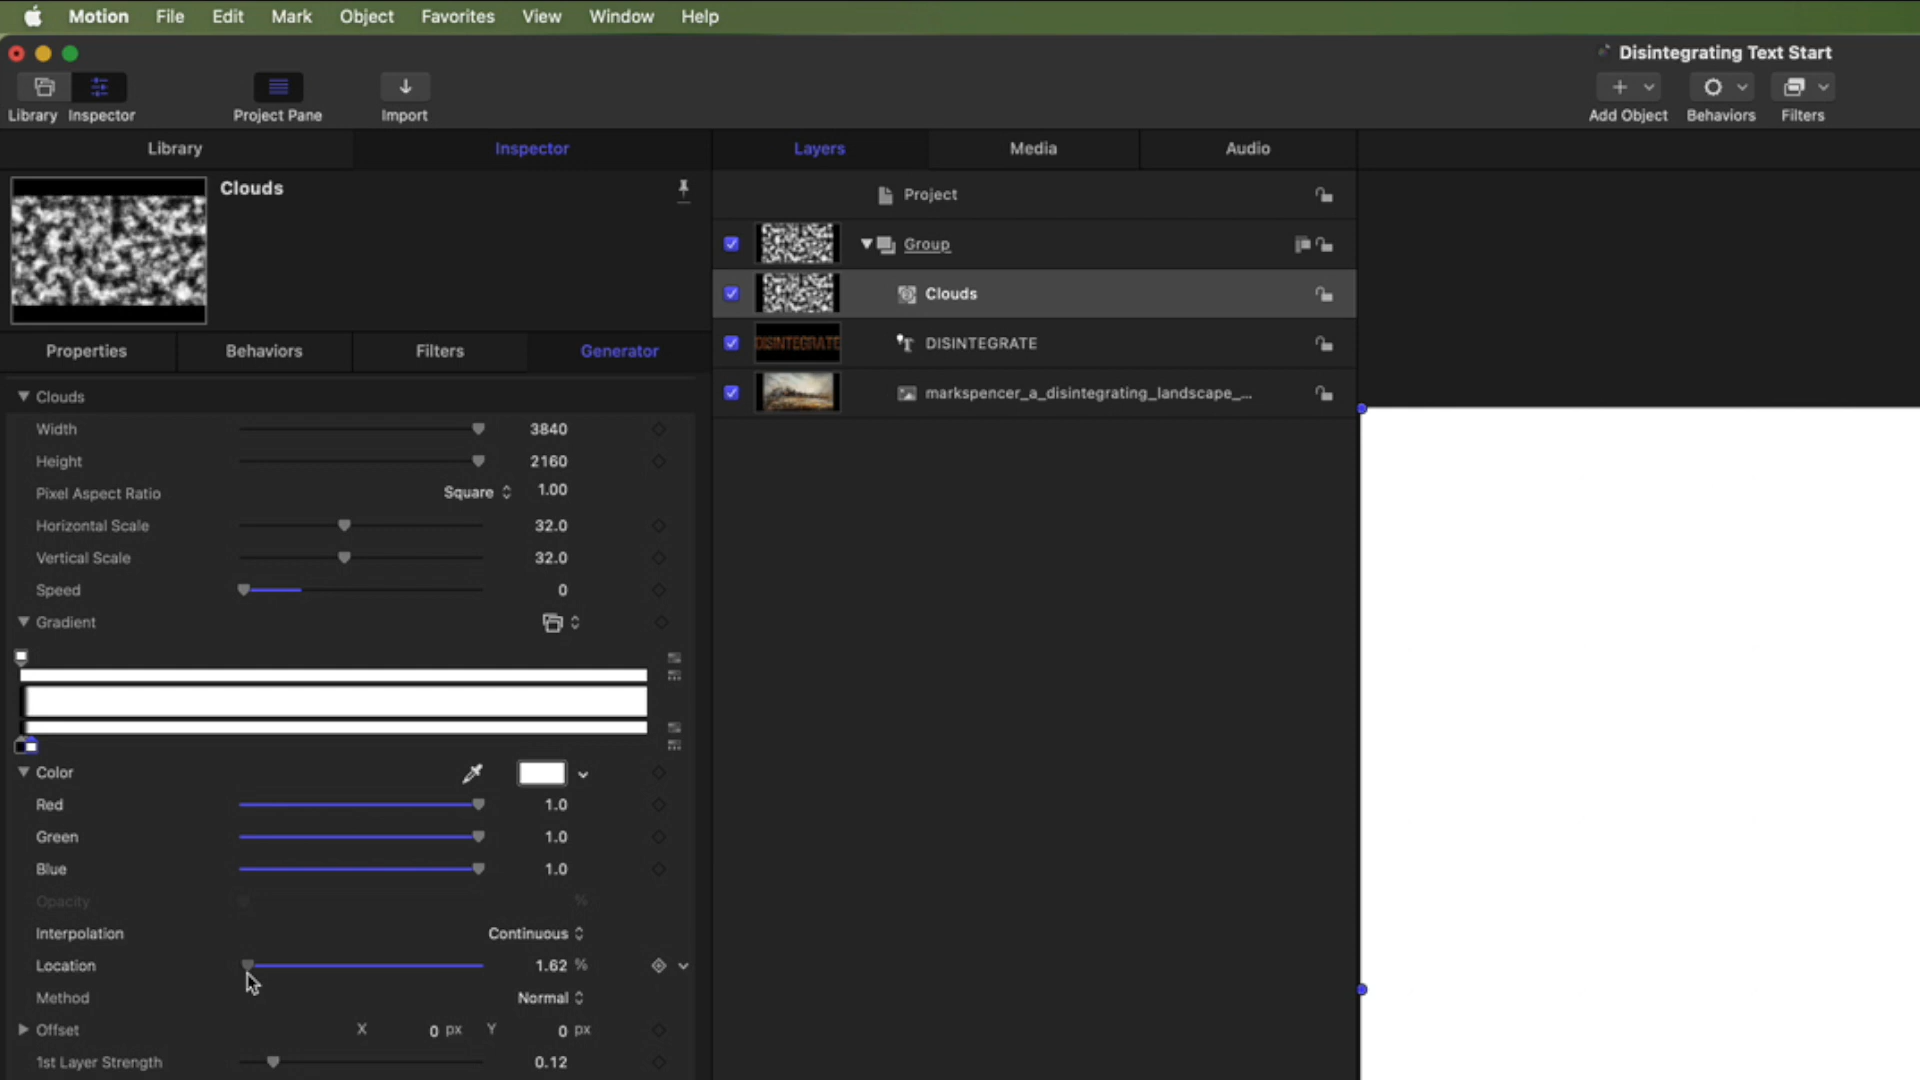 Motion File Edit Mark Object Favorites View Window Help
Disintegrating Text Start
Library Inspector Project Pane Import Add Object Behaviors Filters
Library Inspector Layers Media Audio
Clouds
Project
Group
Clouds
DISINTEGRATE DISINTEGRATE
markspencer_a_disintegrating_landscape_...
Properties Behaviors Filters Generator
Clouds
Width 3840
Height 2160
Pixel Aspect Ratio Square 1.00
Horizontal Scale 32.0
Vertical Scale 32.0
Speed 0
Gradient
Color
Red 1.0
Green 1.0
Blue 1.0
Opacity %
Interpolation Continuous
Location 1.62 %
Method Normal
Offset X 0 px Y 0 px
1st Layer Strength 0.12